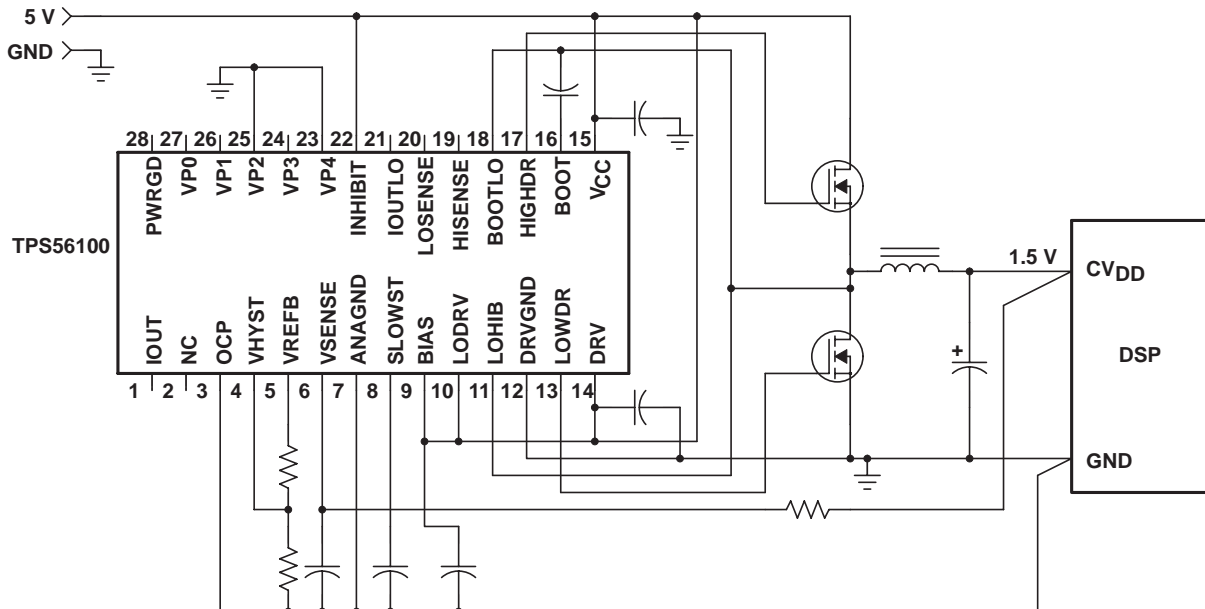 5 V
GND
28 27 26 25 24 23 22 21 20 19 18 17 16 15
PWRGD
VP0
VP1
VP2
VP3
VP4
INHIBIT
IOUTLO
LOSENSE
HISENSE
BOOTLO
HIGHDR
BOOT
VCC
TPS56100
IOUT
NC
OCP
VHYST
VREFB
VSENSE
ANAGND
SLOWST
BIAS
LODRV
LOHIB
DRVGND
LOWDR
DRV
1 2 3 4 5 6 7 8 9 10 11 12 13 14
1.5 V
CVDD
DSP
+
GND